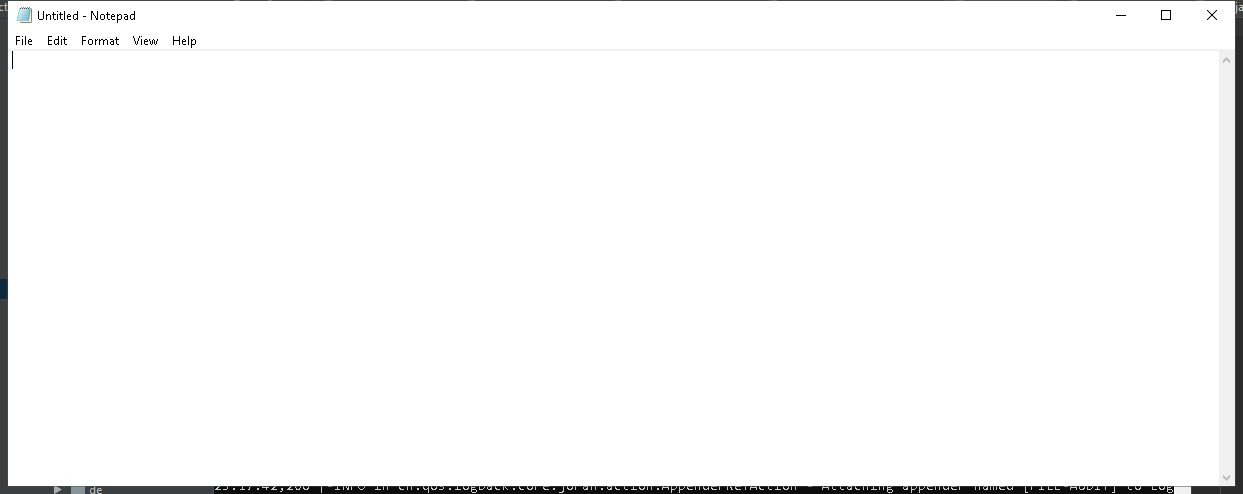 Untitled - Notepad
File Edit Format View Help
de
23:17:42,208 |-INFO in ch.qos.logback.core.joran.action.AppenderRefAction - Attaching appender named [FILE-AUDIT] to Log